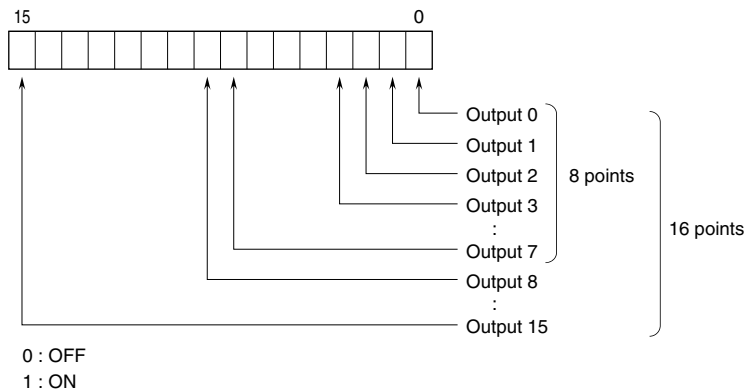 15 0
Output 0
Output 1
Output 2
8 points
Output 3
:
16 points
Output 7
Output 8
:
Output 15
0 : OFF
1 : ON